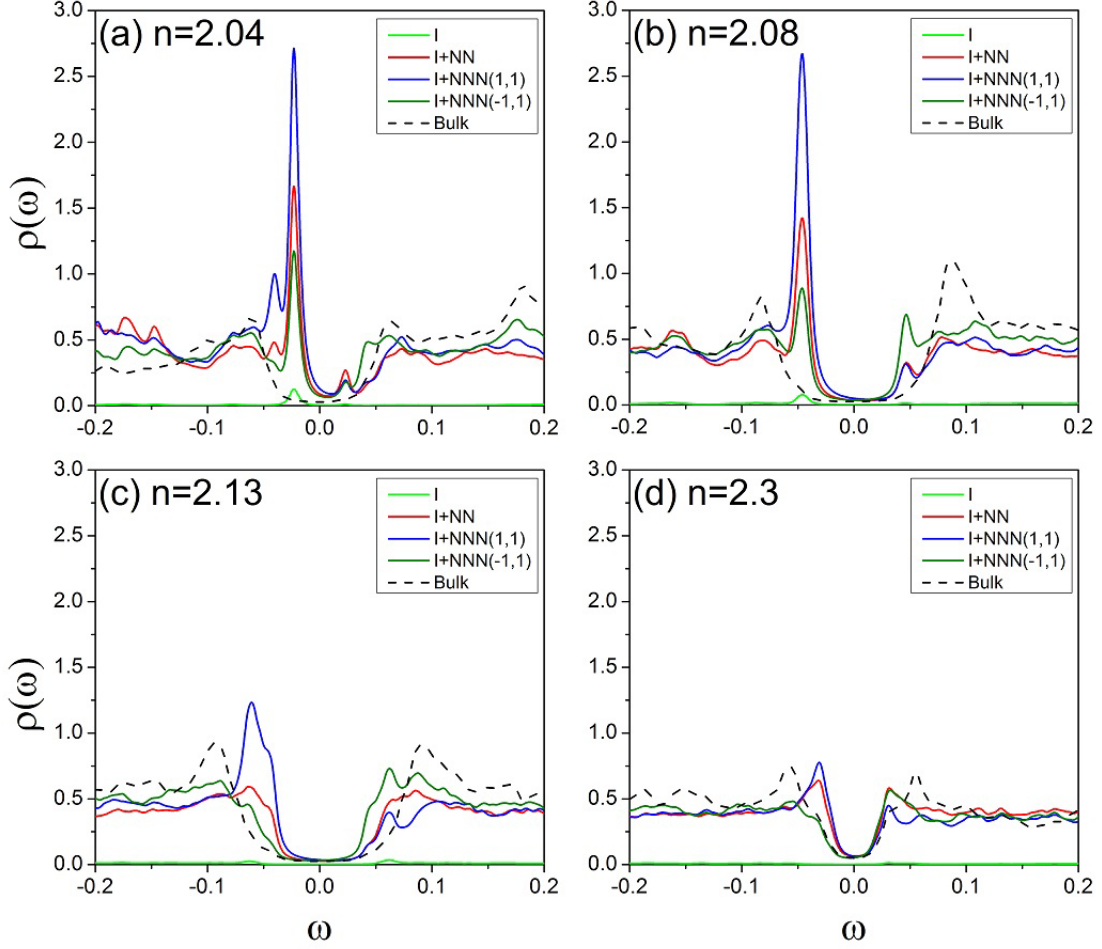 (a) n=2.04
I
I+NN
I+NNN(1,1)
I+NNN(-1,1)
Bulk
ρ(ω)
3.0
2.5
2.0
1.5
1.0
0.5
0.0
-0.2 -0.1 0.0 0.1 0.2
(b) n=2.08
I
I+NN
I+NNN(1,1)
I+NNN(-1,1)
Bulk
3.0
2.5
2.0
1.5
1.0
0.5
0.0
-0.2 -0.1 0.0 0.1 0.2
(c) n=2.13
I
I+NN
I+NNN(1,1)
I+NNN(-1,1)
Bulk
ρ(ω)
3.0
2.5
2.0
1.5
1.0
0.5
0.0
-0.2 -0.1 0.0 0.1 0.2
ω
(d) n=2.3
I
I+NN
I+NNN(1,1)
I+NNN(-1,1)
Bulk
3.0
2.5
2.0
1.5
1.0
0.5
0.0
-0.2 -0.1 0.0 0.1 0.2
ω